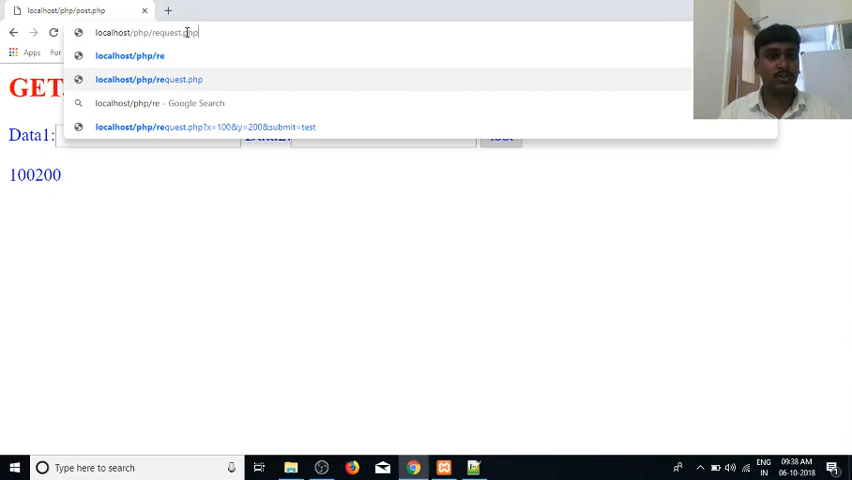 localhost/php/post.php
localhost/php/request.php
Apps For
localhost/php/re
localhost/php/request.php
localhost/php/re - Google Search
localhost/php/request.php?x=100&y=200&submit=test
GET
Data1:
100200
Type here to search
ENG
IN
09:38 AM
06-10-2018